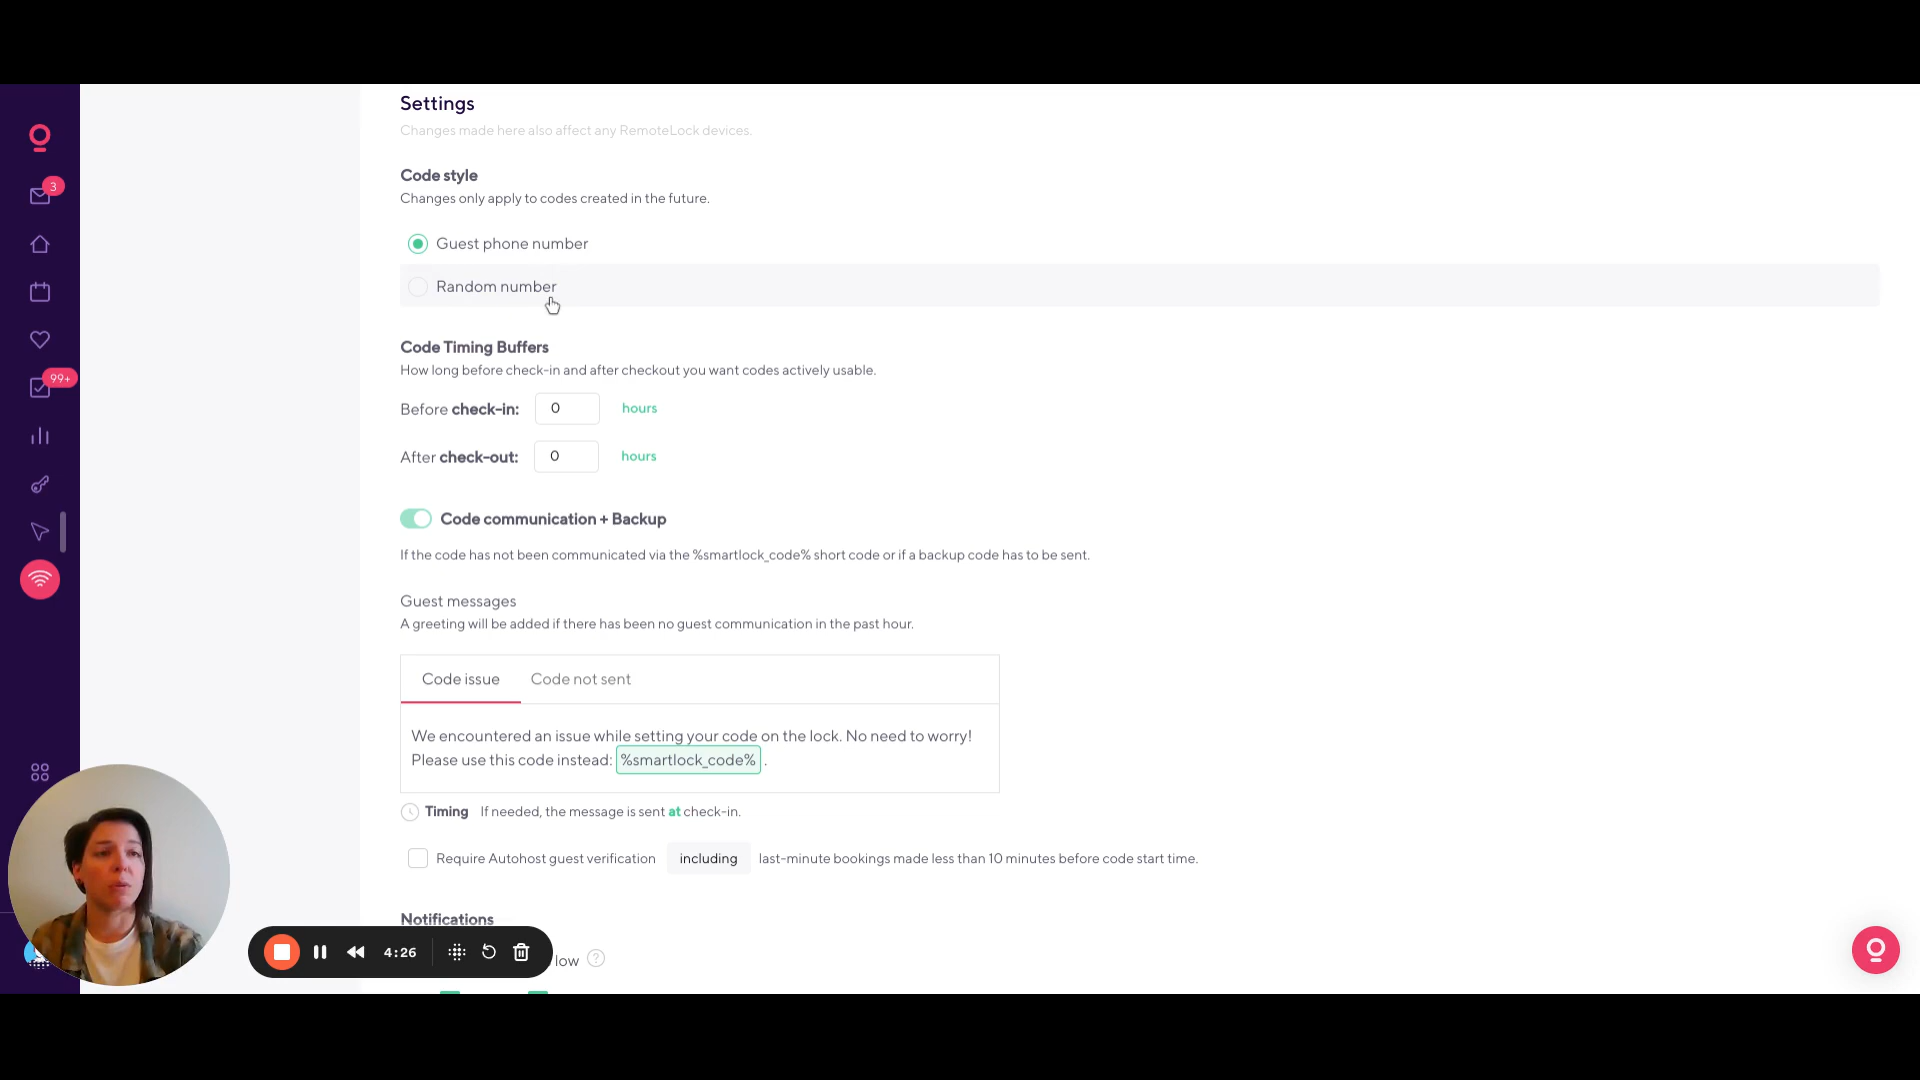 Settings
Changes made here also affect any RemoteLock devices.
Code style
Changes only apply to codes created in the future.
Guest phone number
Random number
Code Timing Buffers
How long before check-in and after checkout you want codes actively usable.
Before check-in: 0 hours
After check-out: 0 hours
Code communication + Backup
If the code has not been communicated via the %smartlock_code% short code or if a backup code has to be sent.
Guest messages
A greeting will be added if there has been no guest communication in the past hour.
Code issue Code not sent
We encountered an issue while setting your code on the lock. No need to worry!
Please use this code instead: %smartlock_code% .
Timing If needed, the message is sent at check-in.
Require Autohost guest verification including last-minute bookings made less than 10 minutes before code start time.
Notifications
low ?
3
99+
4:26